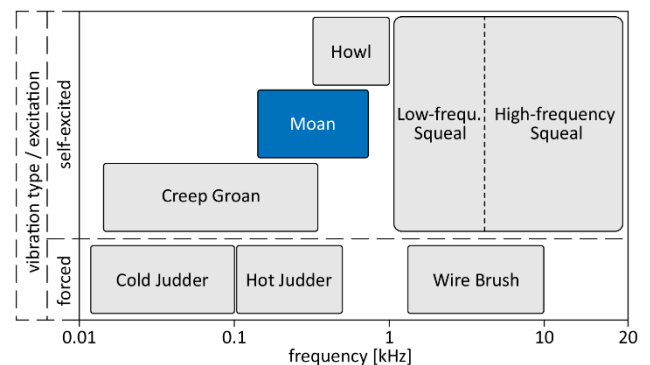 vibration type / excitation
self-excited
forced
Howl
Moan
Low-frequ.
Squeal
High-frequency
Squeal
Creep Groan
Cold Judder
Hot Judder
Wire Brush
0.01
0.1
1
10
20
frequency [kHz]